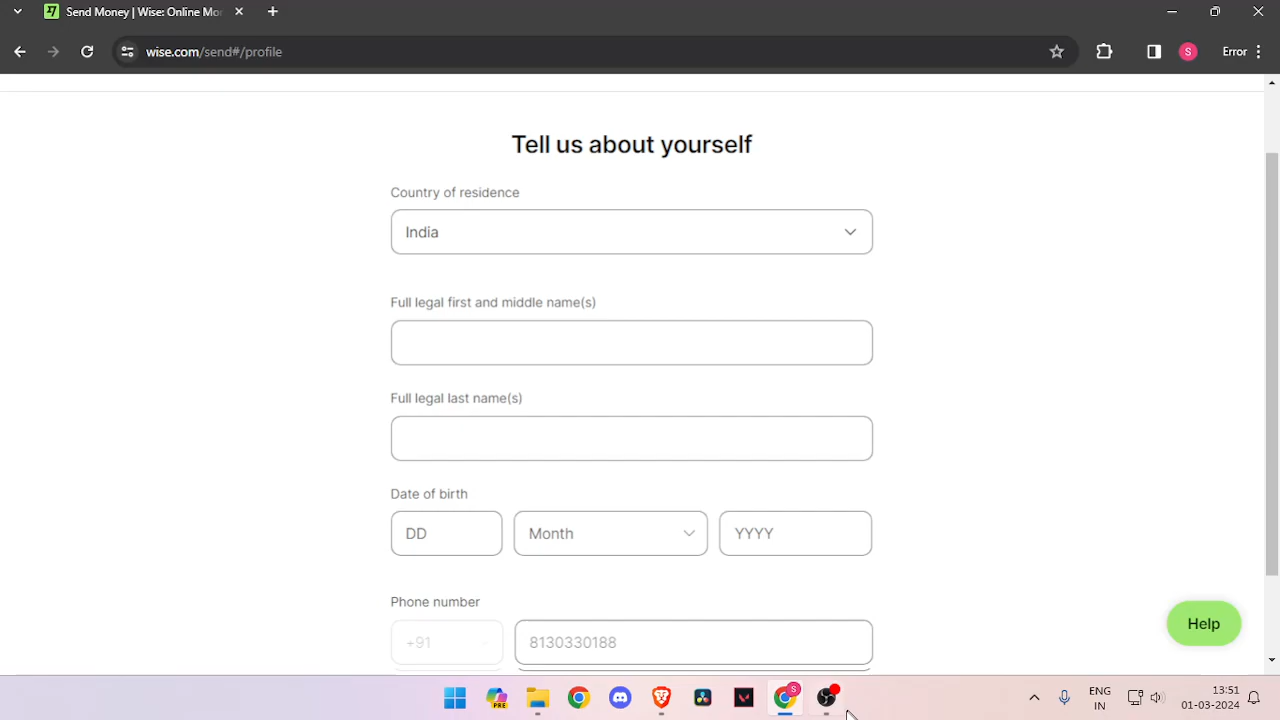 Send Money | Wise: Online Mo
wise.com/send#/profile
S
Error
Tell us about yourself
Country of residence
India
Full legal first and middle name(s)
Full legal last name(s)
Date of birth
DD Month YYYY
Phone number
+91 8130330188
Help
PRE
S
ENG
IN
13:51
01-03-2024